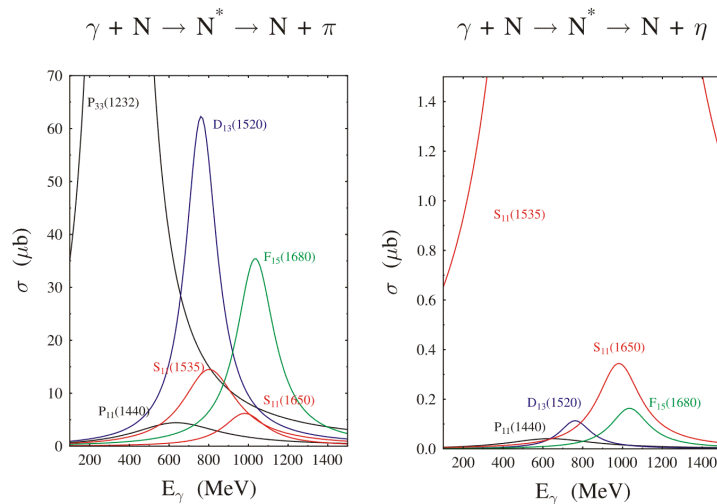 γ + N → N* → N + π
70
60
50
40
30
20
10
0
σ (μb)
P33(1232)
D13(1520)
F15(1680)
S11(1535)
S11(1650)
P11(1440)
200 400 600 800 1000 1200 1400
Eγ (MeV)
γ + N → N* → N + η
1.4
1.2
1.0
0.8
0.6
0.4
0.2
0.0
σ (μb)
S11(1535)
S11(1650)
D13(1520)
F15(1680)
P11(1440)
200 400 600 800 1000 1200 1400
Eγ (MeV)